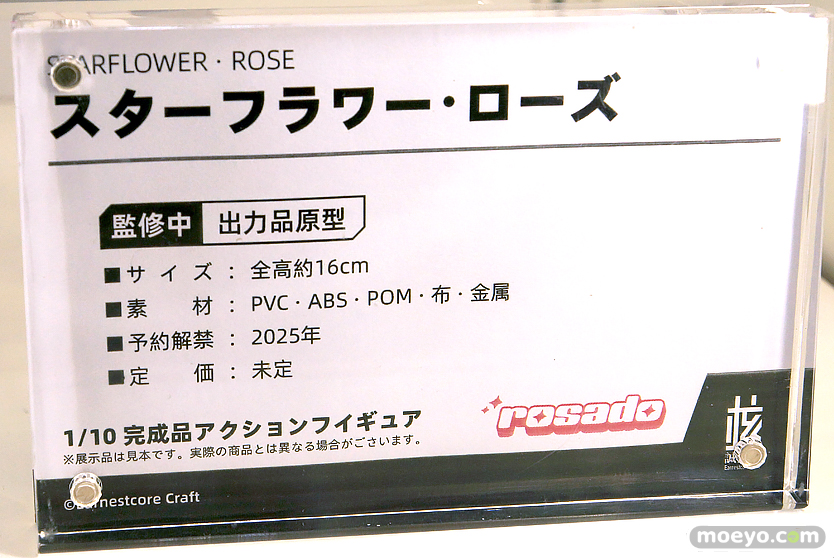 STARFLOWER · ROSE
スターフラワー・ローズ
監修中 出力品原型
■サイズ：全高約16cm
■素材：PVC・ABS・POM・布・金属
■予約解禁：2025年
■定価：未定
1/10 完成品アクションフィギュア
※展示品は見本です。実際の商品とは異なる場合がございます。
rosado
©Earnestcore Craft
moeyo.com